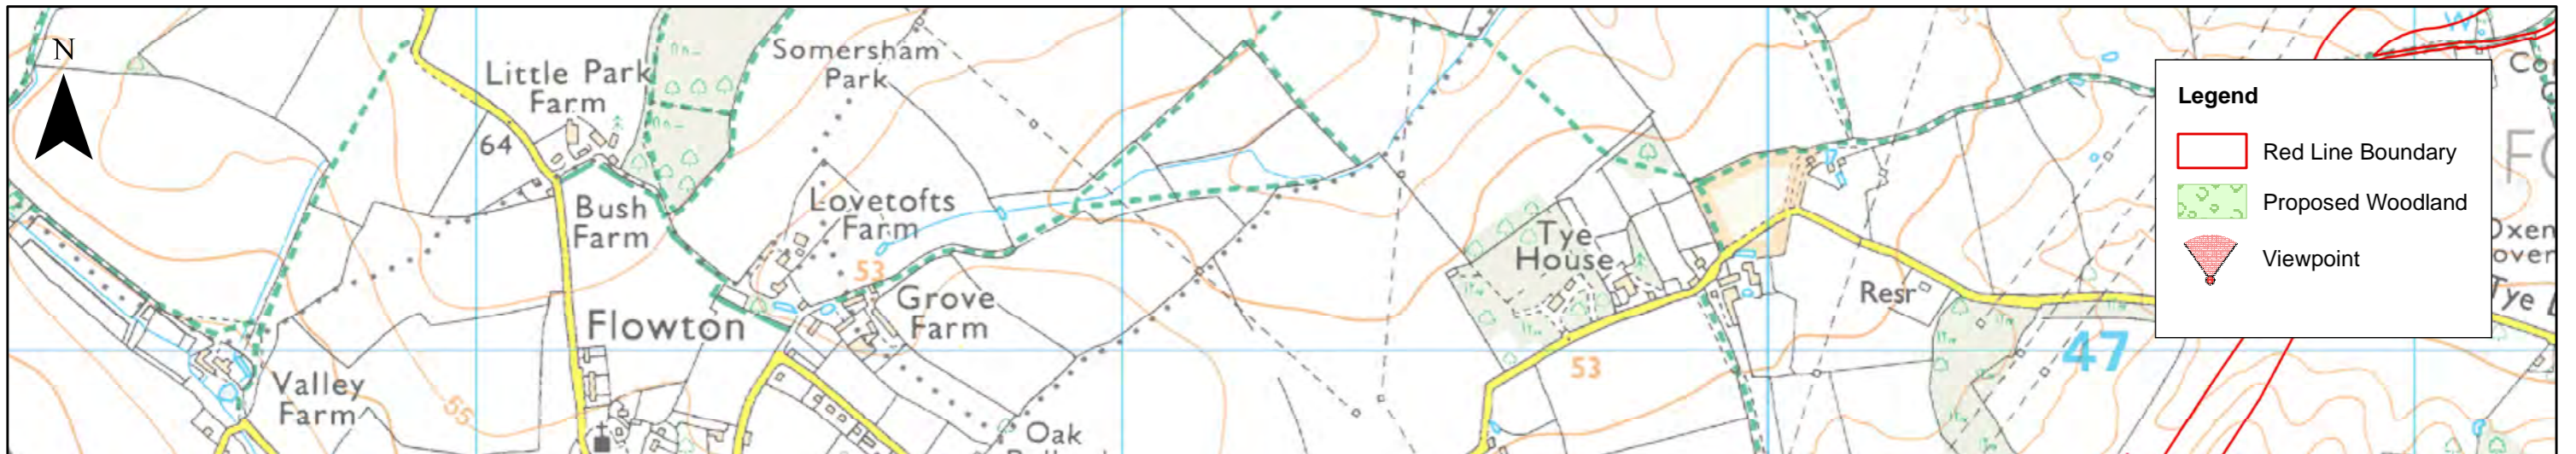 N
Little Park
Farm
64
Somersham
Park
Bush
Farm
Lovetofts
Farm
53
Grove
Farm
Flowton
Valley
Farm
55
Oak
Tye
House
53
Resr
47
Legend
Red Line Boundary
Proposed Woodland
Viewpoint
W
Tye